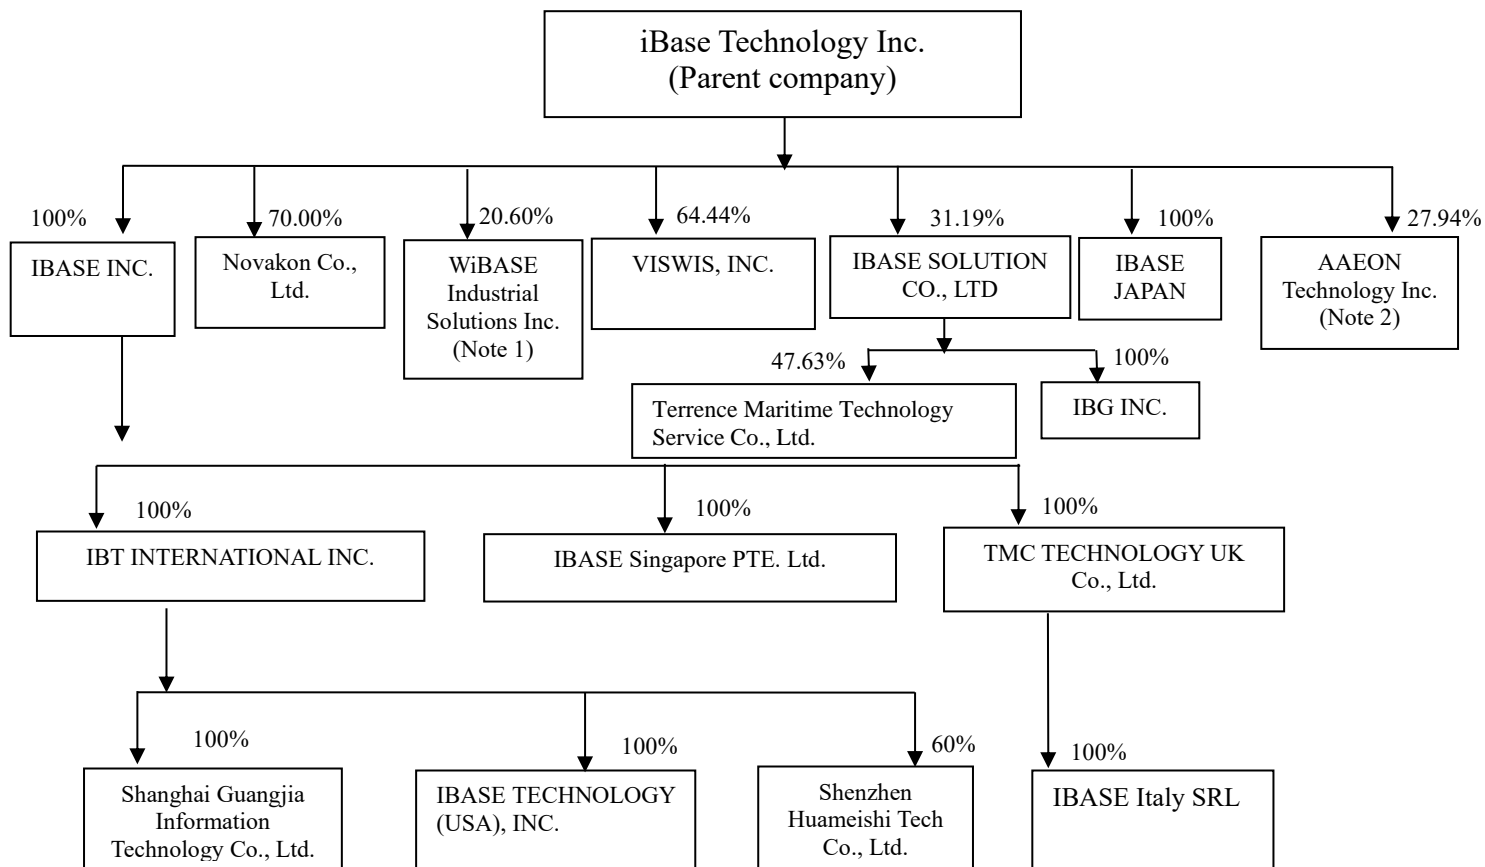 iBase Technology Inc.
(Parent company)
100%
70.00%
20.60%
64.44%
31.19%
100%
27.94%
IBASE INC.
Novakon Co.,
Ltd.
WiBASE
Industrial
Solutions Inc.
(Note 1)
VISWIS, INC.
IBASE SOLUTION
CO., LTD
IBASE
JAPAN
AAEON
Technology Inc.
(Note 2)
47.63%
100%
Terrence Maritime Technology
Service Co., Ltd.
IBG INC.
100%
100%
100%
IBT INTERNATIONAL INC.
IBASE Singapore PTE. Ltd.
TMC TECHNOLOGY UK
Co., Ltd.
100%
100%
60%
100%
Shanghai Guangjia
Information
Technology Co., Ltd.
IBASE TECHNOLOGY
(USA), INC.
Shenzhen
Huameishi Tech
Co., Ltd.
IBASE Italy SRL